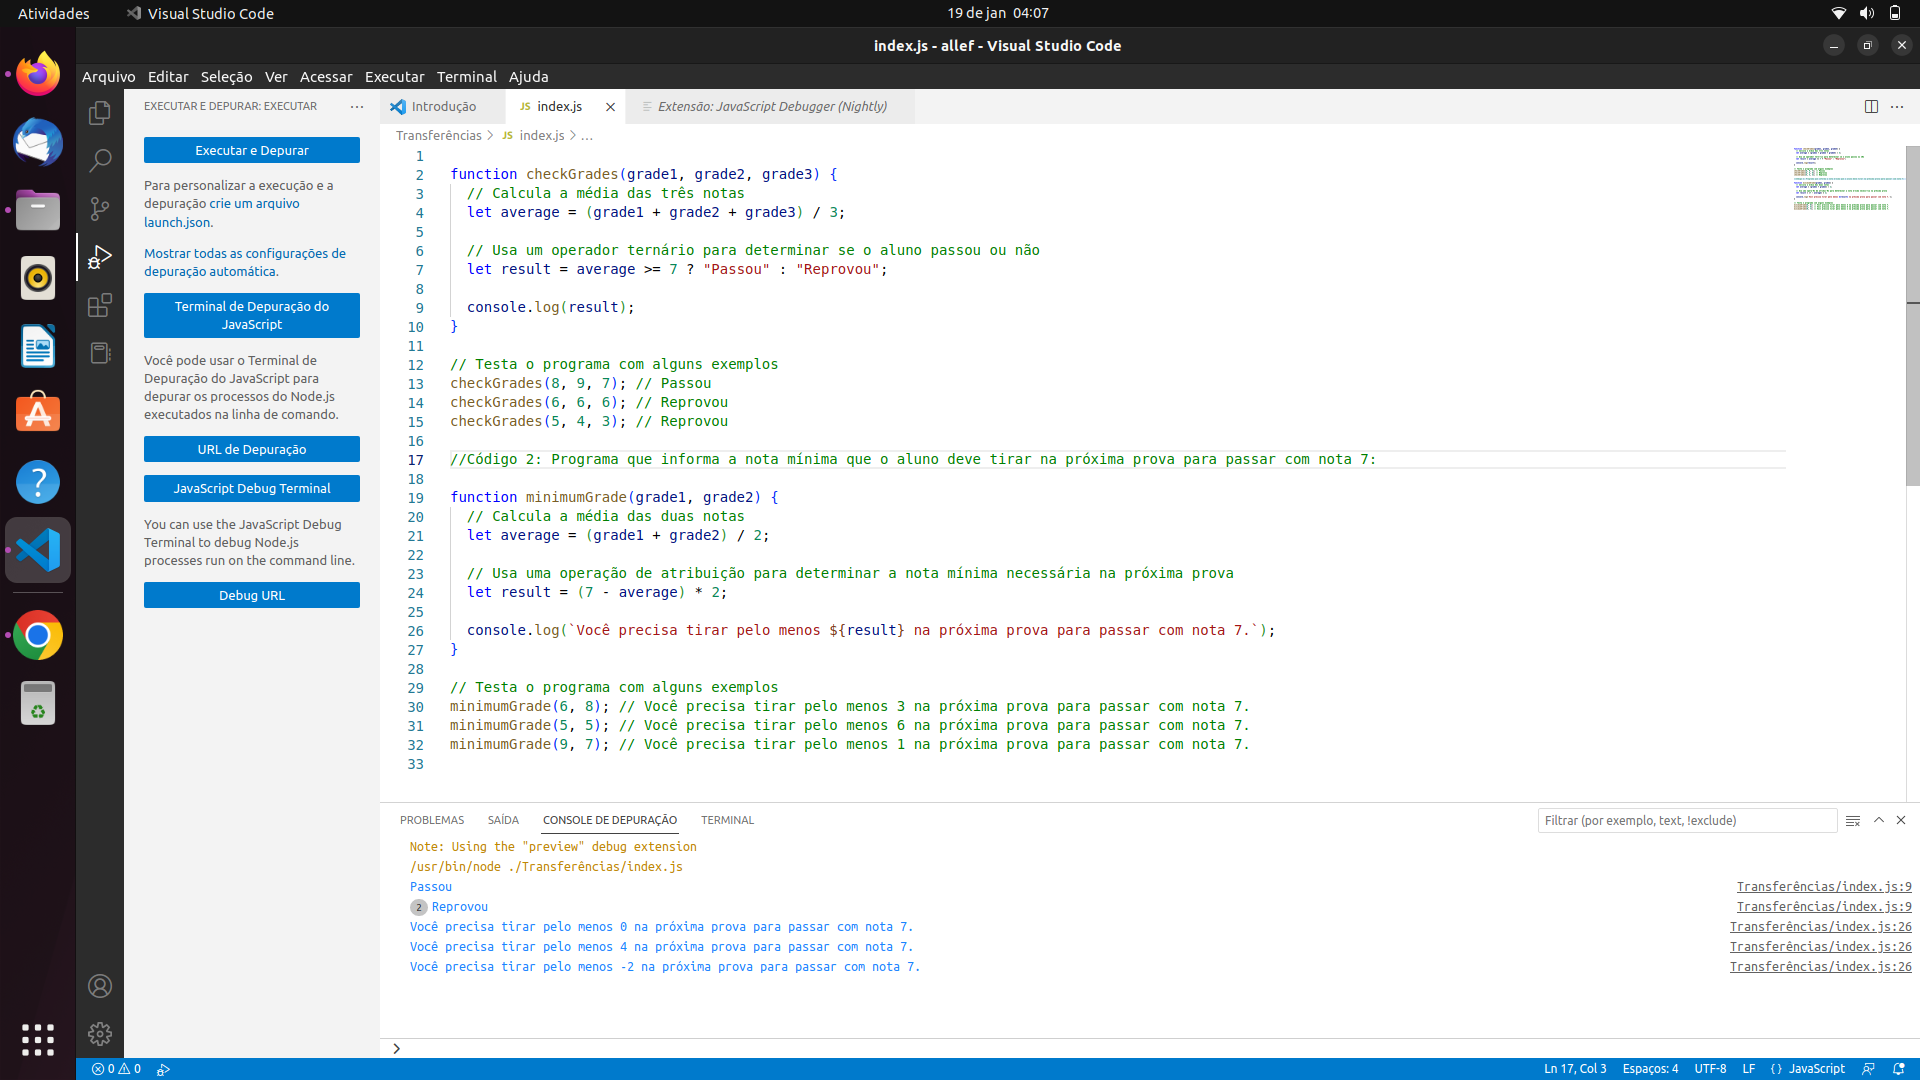 Atividades
Visual Studio Code
19 de jan 04:07
index.js - allef - Visual Studio Code
Arquivo Editar Seleção Ver Acessar Executar Terminal Ajuda
EXECUTAR E DEPURAR: EXECUTAR
Executar e Depurar
Para personalizar a execução e a
depuração crie um arquivo
launch.json.
Mostrar todas as configurações de
depuração automática.
Terminal de Depuração do
JavaScript
Você pode usar o Terminal de
Depuração do JavaScript para
depurar os processos do Node.js
executados na linha de comando.
URL de Depuração
JavaScript Debug Terminal
You can use the JavaScript Debug
Terminal to debug Node.js
processes run on the command line.
Debug URL
Introdução
JS index.js
Extensão: JavaScript Debugger (Nightly)
Transferências > JS index.js > ...
1
2 function checkGrades(grade1, grade2, grade3) {
3 // Calcula a média das três notas
4 let average = (grade1 + grade2 + grade3) / 3;
5
6 // Usa um operador ternário para determinar se o aluno passou ou não
7 let result = average >= 7 ? "Passou" : "Reprovou";
8
9 console.log(result);
10 }
11
12 // Testa o programa com alguns exemplos
13 checkGrades(8, 9, 7); // Passou
14 checkGrades(6, 6, 6); // Reprovou
15 checkGrades(5, 4, 3); // Reprovou
16
17 //Código 2: Programa que informa a nota mínima que o aluno deve tirar na próxima prova para passar com nota 7:
18
19 function minimumGrade(grade1, grade2) {
20 // Calcula a média das duas notas
21 let average = (grade1 + grade2) / 2;
22
23 // Usa uma operação de atribuição para determinar a nota mínima necessária na próxima prova
24 let result = (7 - average) * 2;
25
26 console.log(`Você precisa tirar pelo menos ${result} na próxima prova para passar com nota 7.`);
27 }
28
29 // Testa o programa com alguns exemplos
30 minimumGrade(6, 8); // Você precisa tirar pelo menos 3 na próxima prova para passar com nota 7.
31 minimumGrade(5, 5); // Você precisa tirar pelo menos 6 na próxima prova para passar com nota 7.
32 minimumGrade(9, 7); // Você precisa tirar pelo menos 1 na próxima prova para passar com nota 7.
33
PROBLEMAS SAÍDA CONSOLE DE DEPURAÇÃO TERMINAL
Filtrar (por exemplo, text, !exclude)
Note: Using the "preview" debug extension
/usr/bin/node ./Transferências/index.js
Passou Transferências/index.js:9
2 Reprovou Transferências/index.js:9
Você precisa tirar pelo menos 0 na próxima prova para passar com nota 7. Transferências/index.js:26
Você precisa tirar pelo menos 4 na próxima prova para passar com nota 7. Transferências/index.js:26
Você precisa tirar pelo menos -2 na próxima prova para passar com nota 7. Transferências/index.js:26
>
0 0 Ln 17, Col 3 Espaços: 4 UTF-8 LF {} JavaScript